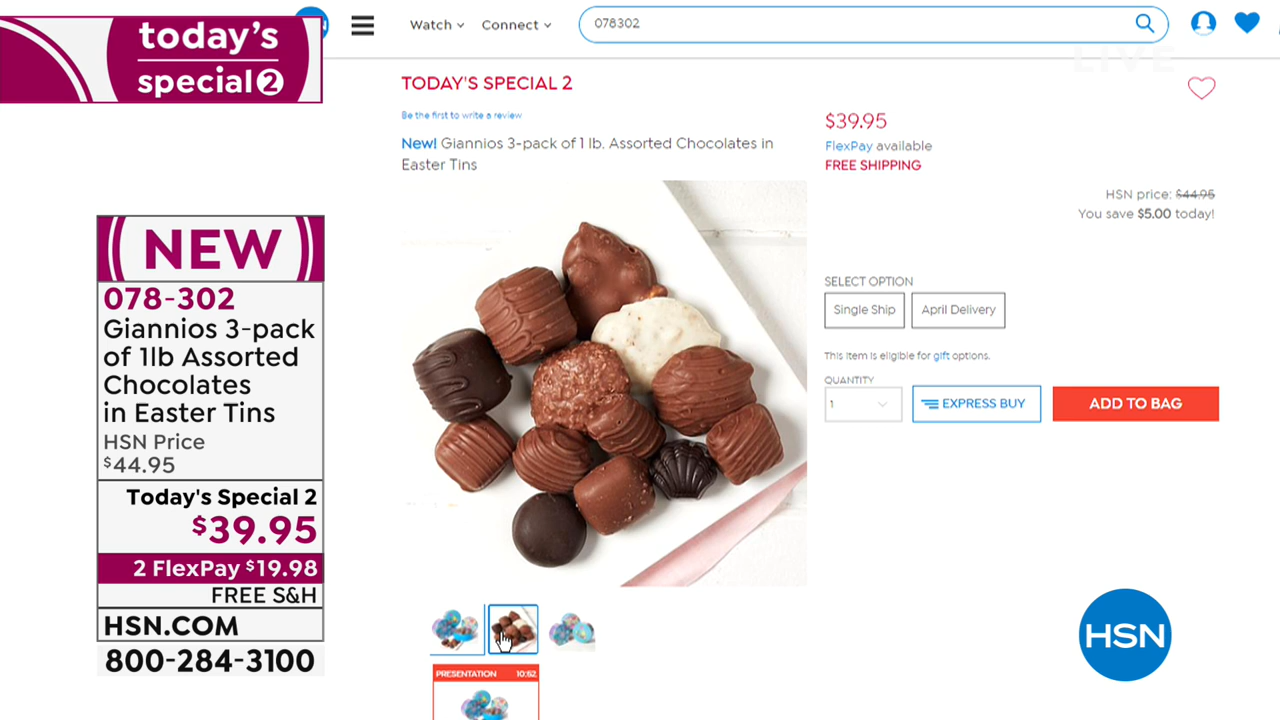 today's
special 2
NEW
078-302
Giannios 3-pack
of 1lb Assorted
Chocolates
in Easter Tins
HSN Price
$44.95
Today's Special 2
$39.95
2 FlexPay $19.98
FREE S&H
HSN.COM
800-284-3100
Watch
Connect
078302
LIVE
TODAY'S SPECIAL 2
Be the first to write a review
New! Giannios 3-pack of 1 lb. Assorted Chocolates in
Easter Tins
$39.95
FlexPay available
FREE SHIPPING
HSN price: $44.95
You save $5.00 today!
SELECT OPTION
Single Ship
April Delivery
This item is eligible for gift options.
QUANTITY
1
EXPRESS BUY
ADD TO BAG
PRESENTATION 10:52
HSN